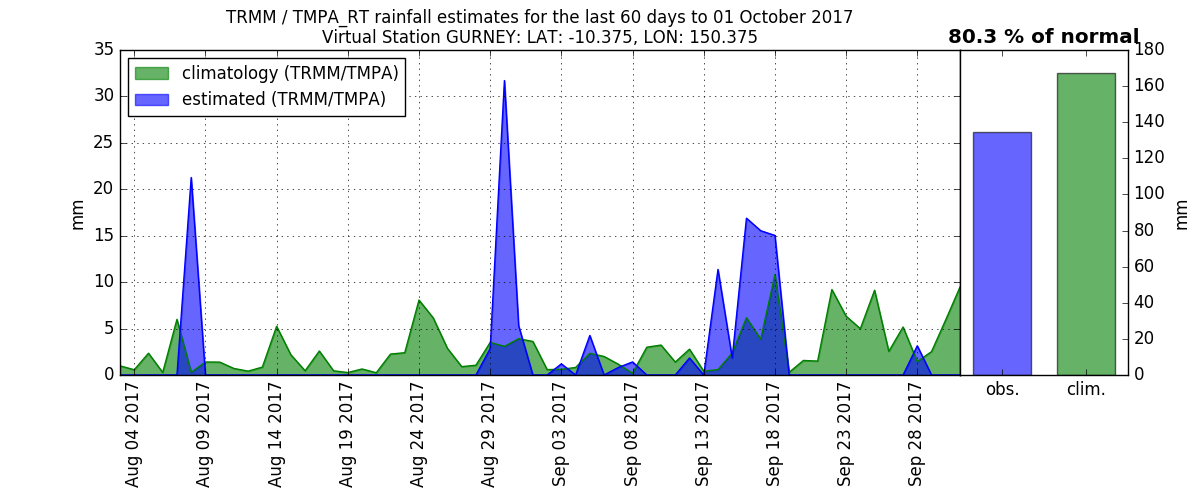 TRMM / TMPA_RT rainfall estimates for the last 60 days to 01 October 2017
Virtual Station GURNEY: LAT: -10.375, LON: 150.375
80.3 % of normal
climatology (TRMM/TMPA)
estimated (TRMM/TMPA)
mm
35
30
25
20
15
10
5
0
Aug 04 2017
Aug 09 2017
Aug 14 2017
Aug 19 2017
Aug 24 2017
Aug 29 2017
Sep 03 2017
Sep 08 2017
Sep 13 2017
Sep 18 2017
Sep 23 2017
Sep 28 2017
obs.
clim.
180
160
140
120
100
80
60
40
20
0
mm